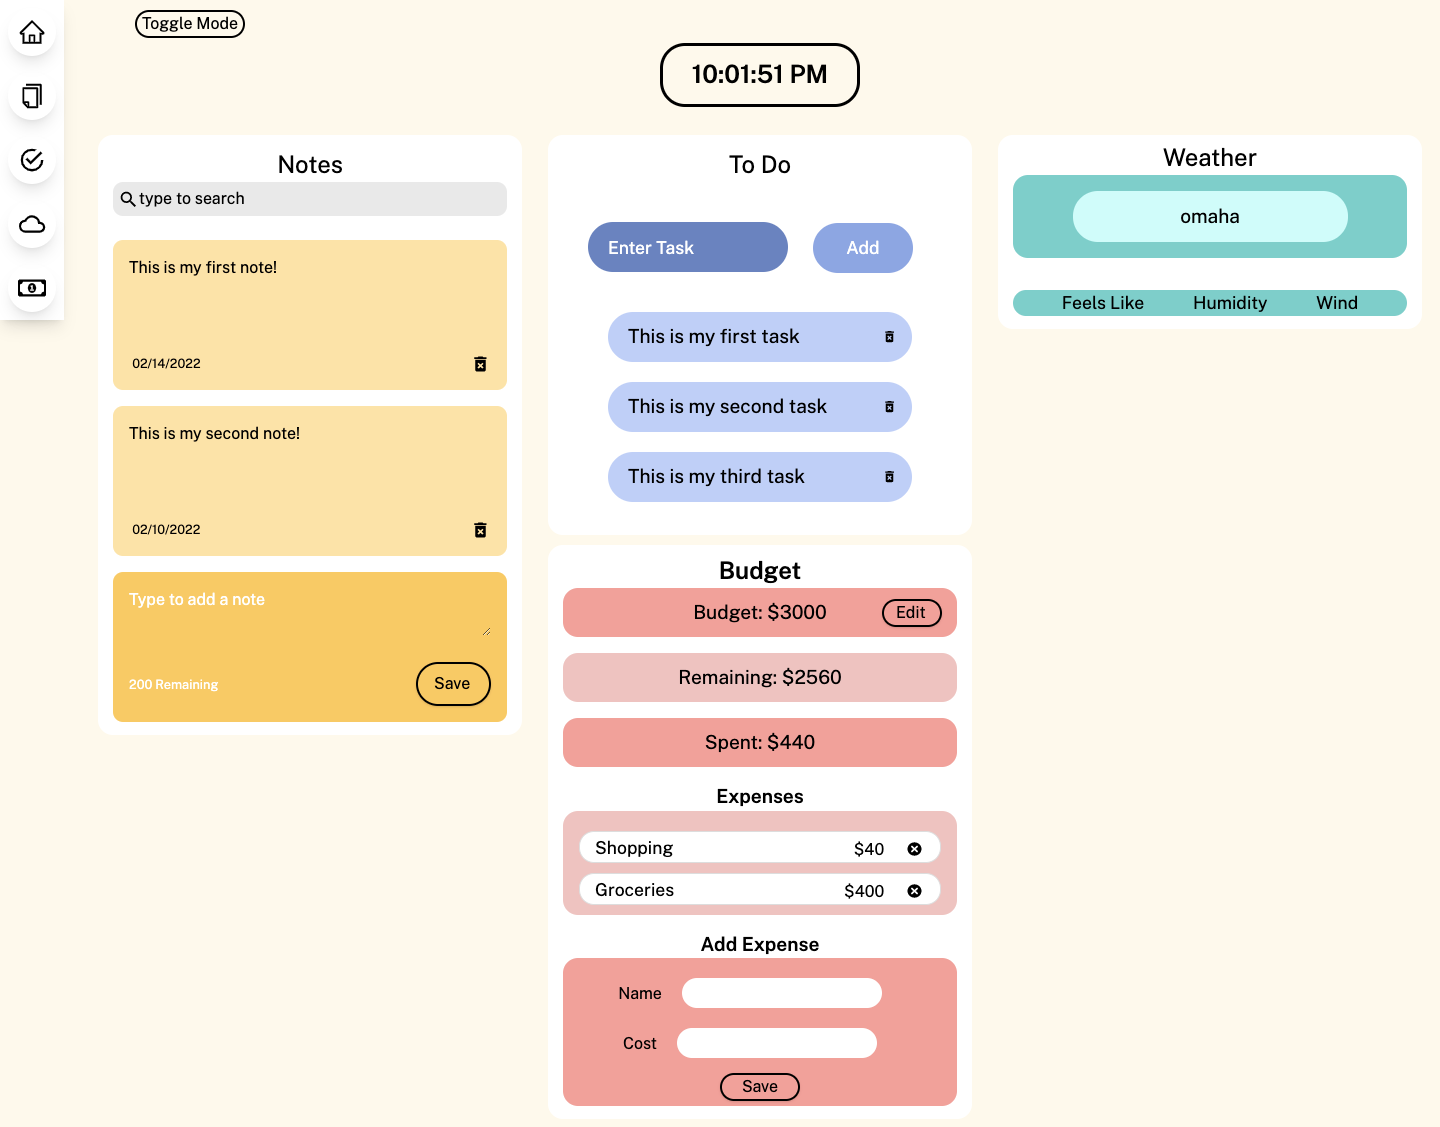 Toggle Mode
10:01:51 PM
Notes
type to search
This is my first note!
02/14/2022
This is my second note!
02/10/2022
Type to add a note
200 Remaining
Save
To Do
Enter Task
Add
This is my first task
This is my second task
This is my third task
Budget
Budget: $3000
Edit
Remaining: $2560
Spent: $440
Expenses
Shopping $40
Groceries $400
Add Expense
Name
Cost
Save
Weather
omaha
Feels Like Humidity Wind